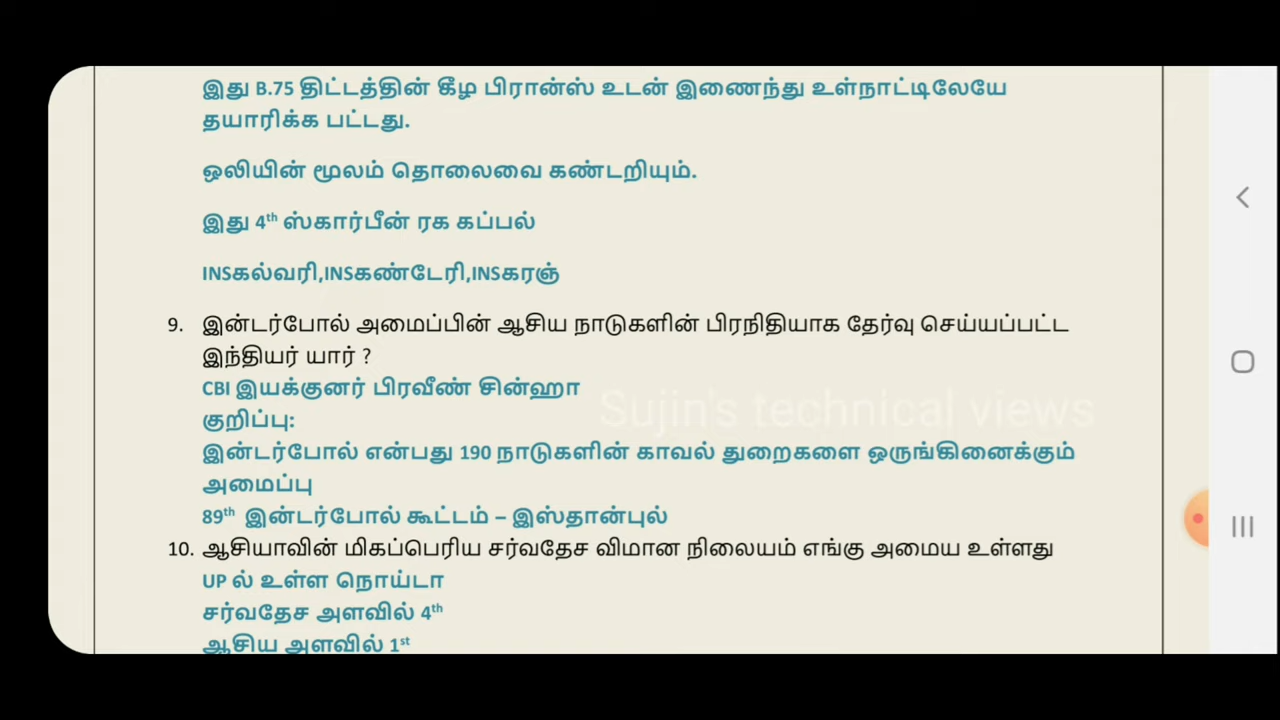 இது B.75 திட்டத்தின் கீழ பிரான்ஸ் உடன் இணைந்து உள்நாட்டிலேயே
தயாரிக்க பட்டது.
ஒலியின் மூலம் தொலைவை கண்டறியும்.
இது 4th ஸ்கார்பீன் ரக கப்பல்
INSகல்வரி,INSகண்டேரி,INSகரஞ்
9. இன்டர்போல் அமைப்பின் ஆசிய நாடுகளின் பிரநிதியாக தேர்வு செய்யப்பட்ட
இந்தியர் யார் ?
CBI இயக்குனர் பிரவீண் சின்ஹா
Sujin's technical views
குறிப்பு:
இன்டர்போல் என்பது 190 நாடுகளின் காவல் துறைகளை ஒருங்கினைக்கும்
அமைப்பு
89th இன்டர்போல் கூட்டம் – இஸ்தான்புல்
10. ஆசியாவின் மிகப்பெரிய சர்வதேச விமான நிலையம் எங்கு அமைய உள்ளது
UP ல் உள்ள நொய்டா
சர்வதேச அளவில் 4th
ஆசிய அளவில் 1st